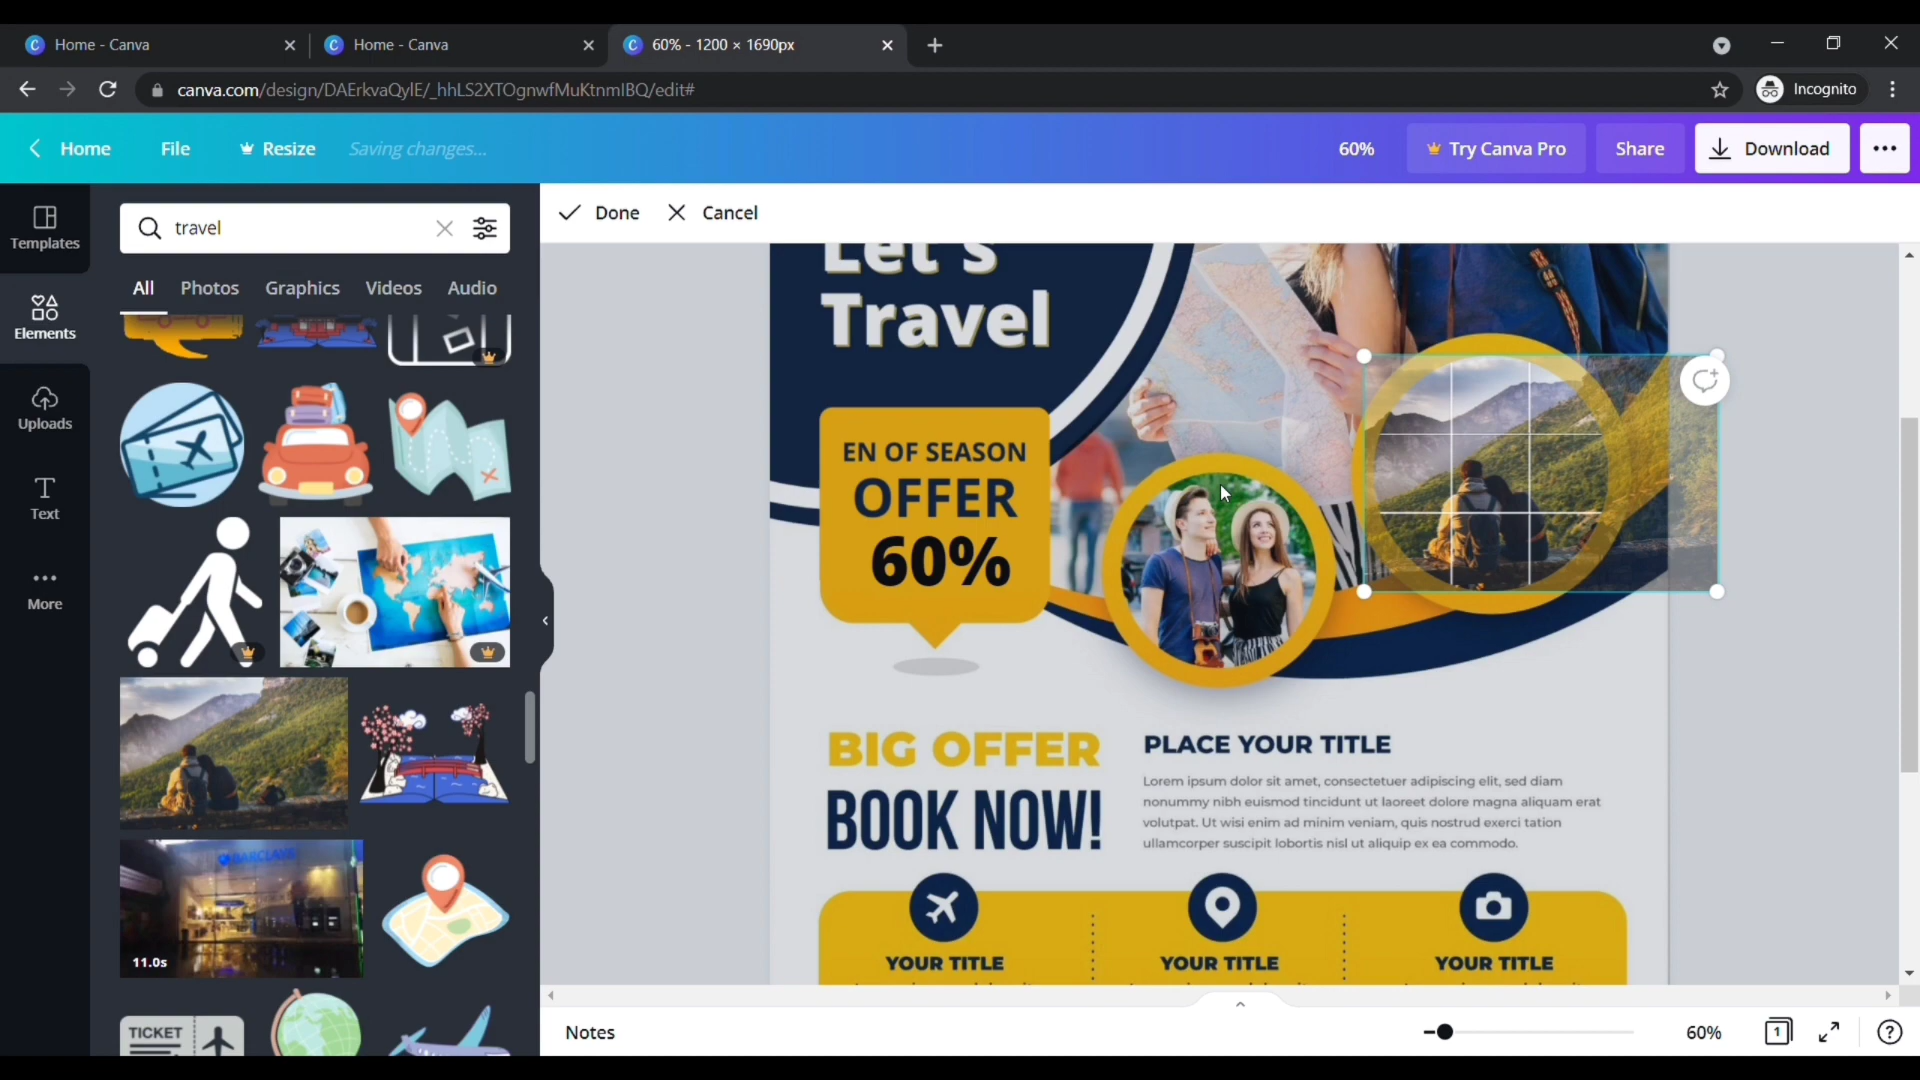 Home - Canva
Home - Canva
60% - 1200 × 1690px
canva.com/design/DAErkvaQylE/_hhLS2XTOgnwfMuKtnmlBQ/edit#
Incognito
Home
File
Resize
Saving changes...
60%
Try Canva Pro
Share
Download
Templates
Elements
Uploads
Text
More
travel
All
Photos
Graphics
Videos
Audio
11.0s
TICKET
Done
Cancel
Let's
Travel
EN OF SEASON
OFFER
60%
BIG OFFER
BOOK NOW!
PLACE YOUR TITLE
Lorem ipsum dolor sit amet, consectetuer adipiscing elit, sed diam
nonummy nibh euismod tincidunt ut laoreet dolore magna aliquam erat
volutpat. Ut wisi enim ad minim veniam, quis nostrud exerci tation
ullamcorper suscipit lobortis nisl ut aliquip ex ea commodo.
YOUR TITLE
YOUR TITLE
YOUR TITLE
Notes
60%
1